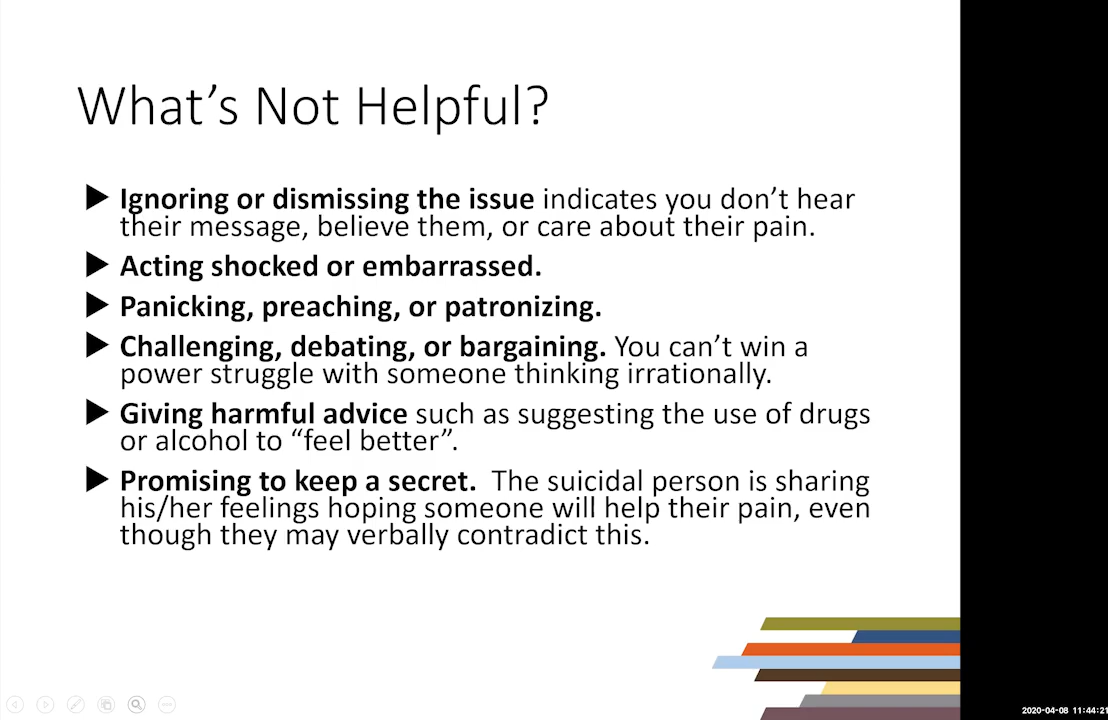 What’s Not Helpful?
Ignoring or dismissing the issue indicates you don’t hear
their message, believe them, or care about their pain.
Acting shocked or embarrassed.
Panicking, preaching, or patronizing.
Challenging, debating, or bargaining. You can’t win a
power struggle with someone thinking irrationally.
Giving harmful advice such as suggesting the use of drugs
or alcohol to “feel better”.
Promising to keep a secret.  The suicidal person is sharing
his/her feelings hoping someone will help their pain, even
though they may verbally contradict this.
2020-04-08 11:44:21